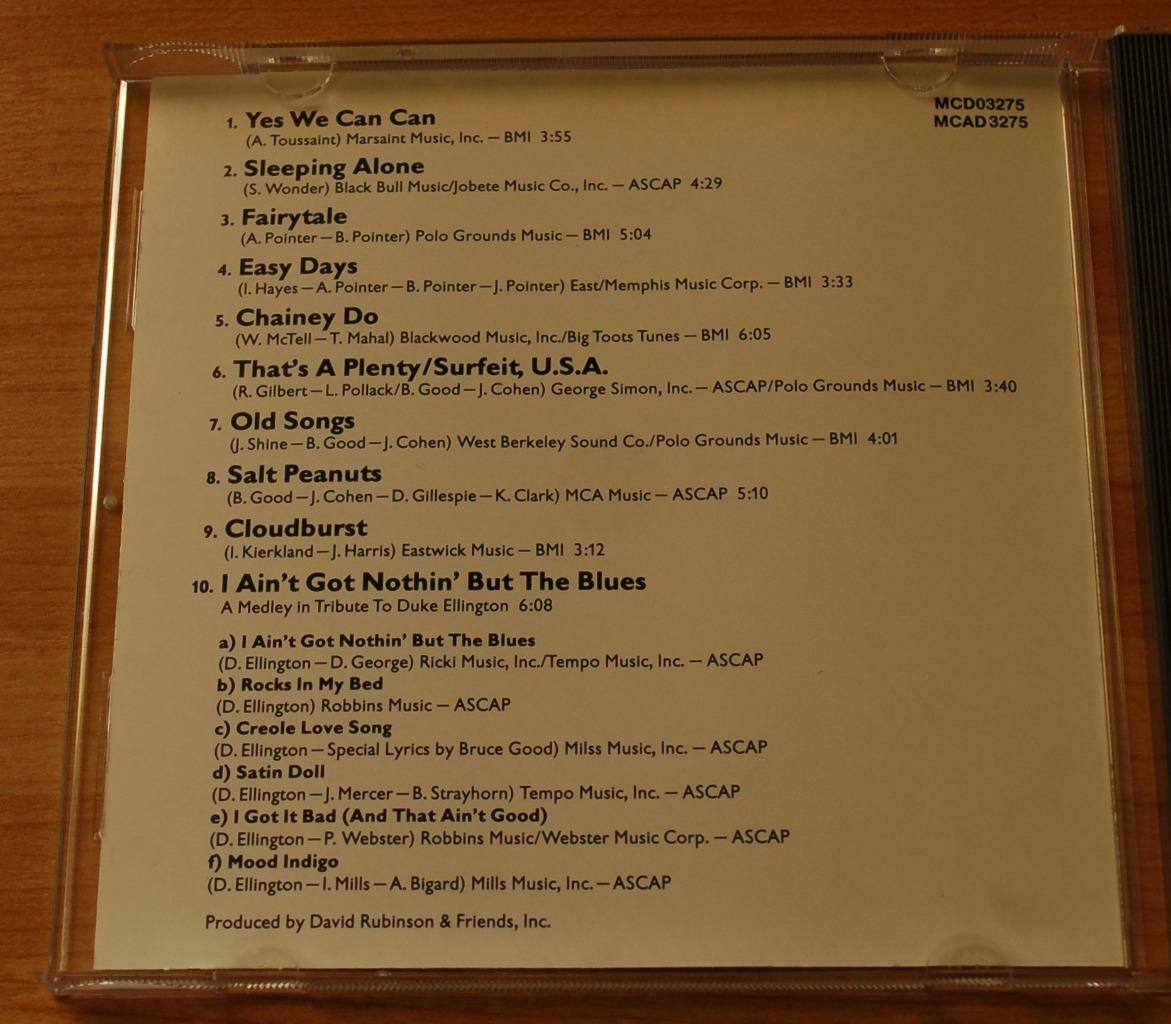 MCD03275
MCAD 3275
1. Yes We Can Can
(A. Toussaint) Marsaint Music, Inc. — BMI 3:55
2. Sleeping Alone
(S. Wonder) Black Bull Music/Jobete Music Co., Inc. — ASCAP 4:29
3. Fairytale
(A. Pointer — B. Pointer) Polo Grounds Music — BMI 5:04
4. Easy Days
(I. Hayes — A. Pointer — B. Pointer — J. Pointer) East/Memphis Music Corp. — BMI 3:33
5. Chainey Do
(W. McTell — T. Mahal) Blackwood Music, Inc./Big Toots Tunes — BMI 6:05
6. That's A Plenty/Surfeit, U.S.A.
(R. Gilbert — L. Pollack/B. Good — J. Cohen) George Simon, Inc. — ASCAP/Polo Grounds Music — BMI 3:40
7. Old Songs
(J. Shine — B. Good — J. Cohen) West Berkeley Sound Co./Polo Grounds Music — BMI 4:01
8. Salt Peanuts
(B. Good — J. Cohen — D. Gillespie — K. Clark) MCA Music — ASCAP 5:10
9. Cloudburst
(I. Kierkland — J. Harris) Eastwick Music — BMI 3:12
10. I Ain't Got Nothin' But The Blues
A Medley in Tribute To Duke Ellington 6:08
a) I Ain't Got Nothin' But The Blues
(D. Ellington — D. George) Ricki Music, Inc./Tempo Music, Inc. — ASCAP
b) Rocks In My Bed
(D. Ellington) Robbins Music — ASCAP
c) Creole Love Song
(D. Ellington — Special Lyrics by Bruce Good) Milss Music, Inc. — ASCAP
d) Satin Doll
(D. Ellington — J. Mercer — B. Strayhorn) Tempo Music, Inc. — ASCAP
e) I Got It Bad (And That Ain't Good)
(D. Ellington — P. Webster) Robbins Music/Webster Music Corp. — ASCAP
f) Mood Indigo
(D. Ellington — I. Mills — A. Bigard) Mills Music, Inc. — ASCAP
Produced by David Rubinson & Friends, Inc.